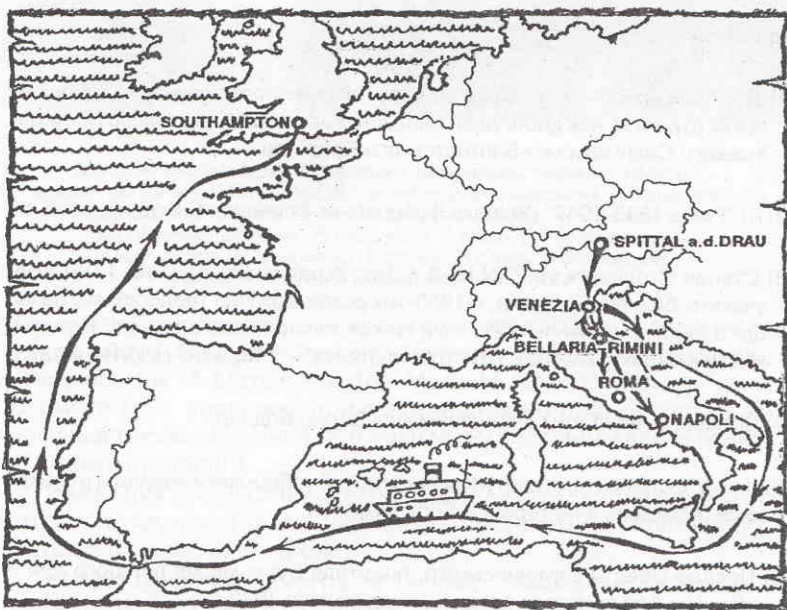 SOUTHAMPTON
SPITTAL a.d.DRAU
VENEZIA
BELLARIA-RIMINI
ROMA
NAPOLI